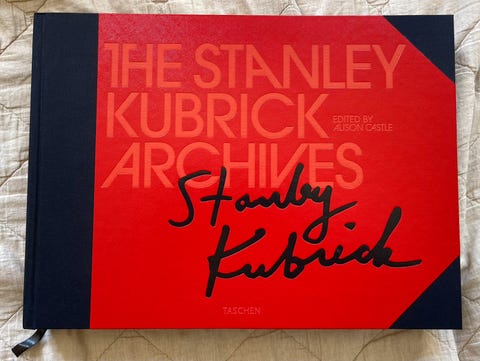 THE STANLEY
KUBRICK
ARCHIVES
EDITED BY
ALISON CASTLE
Stanley
Kubrick
TASCHEN